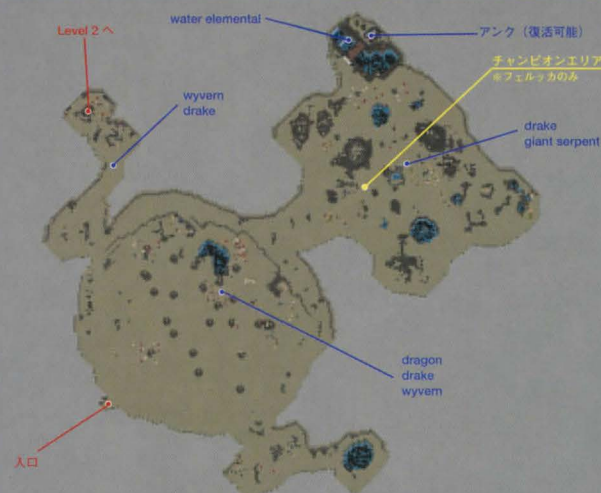 water elemental
アンク（復活可能）
Level 2 へ
チャンピオンエリア
※フェルッカのみ
wyvern
drake
drake
giant serpent
dragon
drake
wyvern
入口